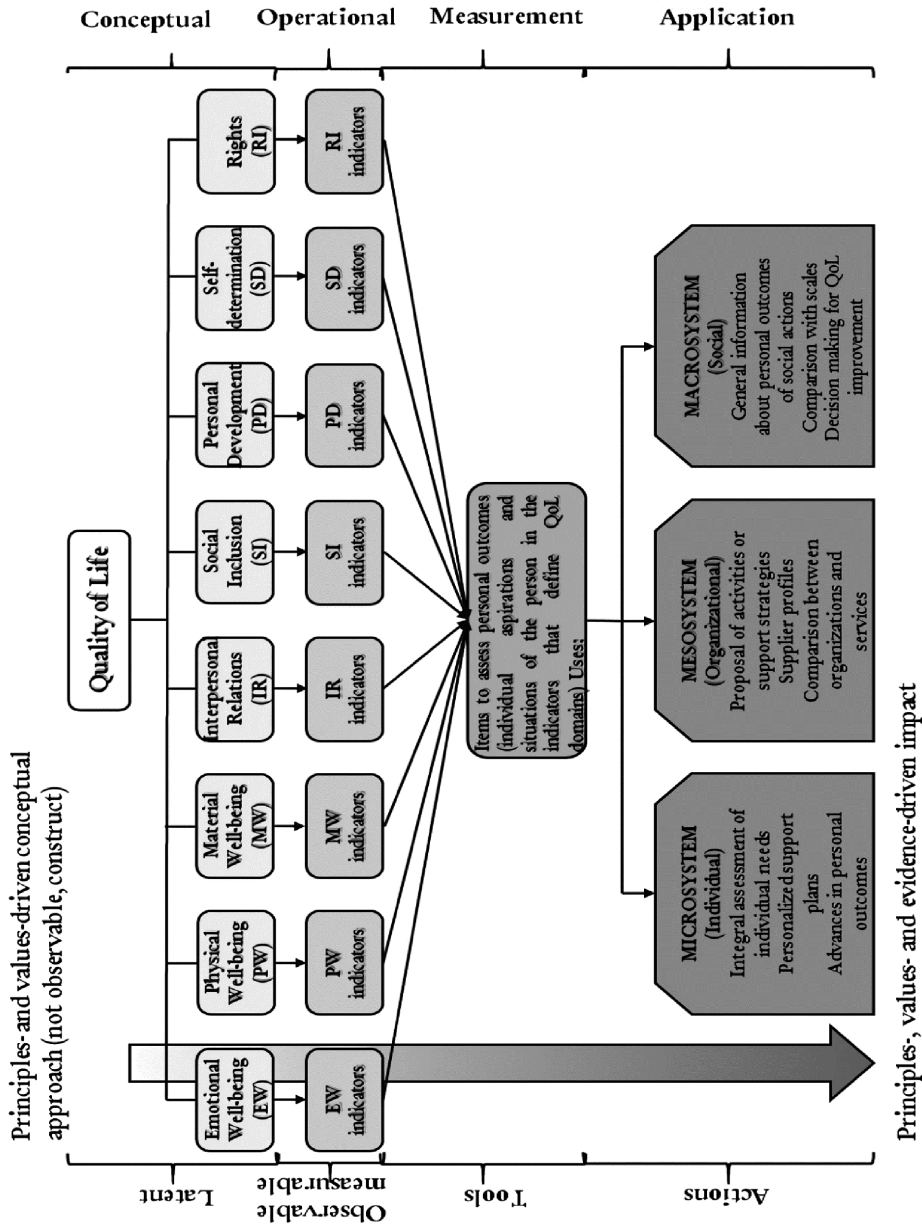 Principles- and values-driven conceptual
approach (not observable, construct)
Quality of Life
Emotional
Well-being
(EW)
Physical
Well-being
(PW)
Material
Well-being
(MW)
Interpersonal
Relations
(IR)
Social
Inclusion
(SI)
Personal
Development
(PD)
Self-
determination
(SD)
Rights
(RI)
EW
indicators
PW
indicators
MW
indicators
IR
indicators
SI
indicators
PD
indicators
SD
indicators
RI
indicators
Items to assess personal outcomes
(individual aspirations and
situations of the person in the
indicators that define QoL
domains) Uses:
MICROSYSTEM
(Individual)
Integral assessment of
individual needs
Personalized support
plans
Advances in personal
outcomes
MESOSYSTEM
(Organizational)
Proposal of activities or
support strategies
Supplier profiles
Comparison between
organizations and
services
MACROSYSTEM
(Social)
General information
about personal outcomes
of social actions
Comparison with scales
Decision making for QoL
improvement
Principles-, values- and evidence-driven impact
Latent
Observable
measurable
Tools
Actions
Conceptual
Operational
Measurement
Application